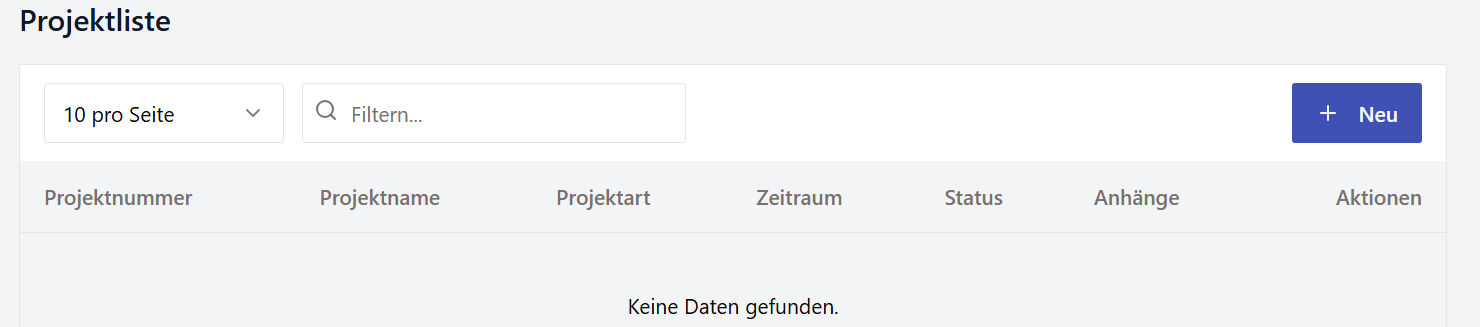 Projektliste
10 pro Seite Filtern... + Neu
Projektnummer Projektname Projektart Zeitraum Status Anhänge Aktionen
Keine Daten gefunden.